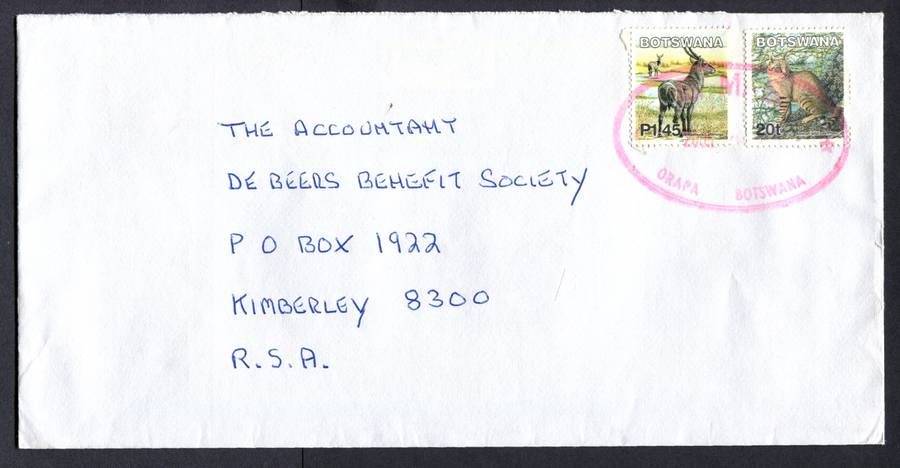 BOTSWANA
BOTSWANA
P1.45
20t
ORAPA BOTSWANA
THE ACCOUNTANT
DE BEERS BENEFIT SOCIETY
P O BOX 1922
KIMBERLEY 8300
R.S.A.